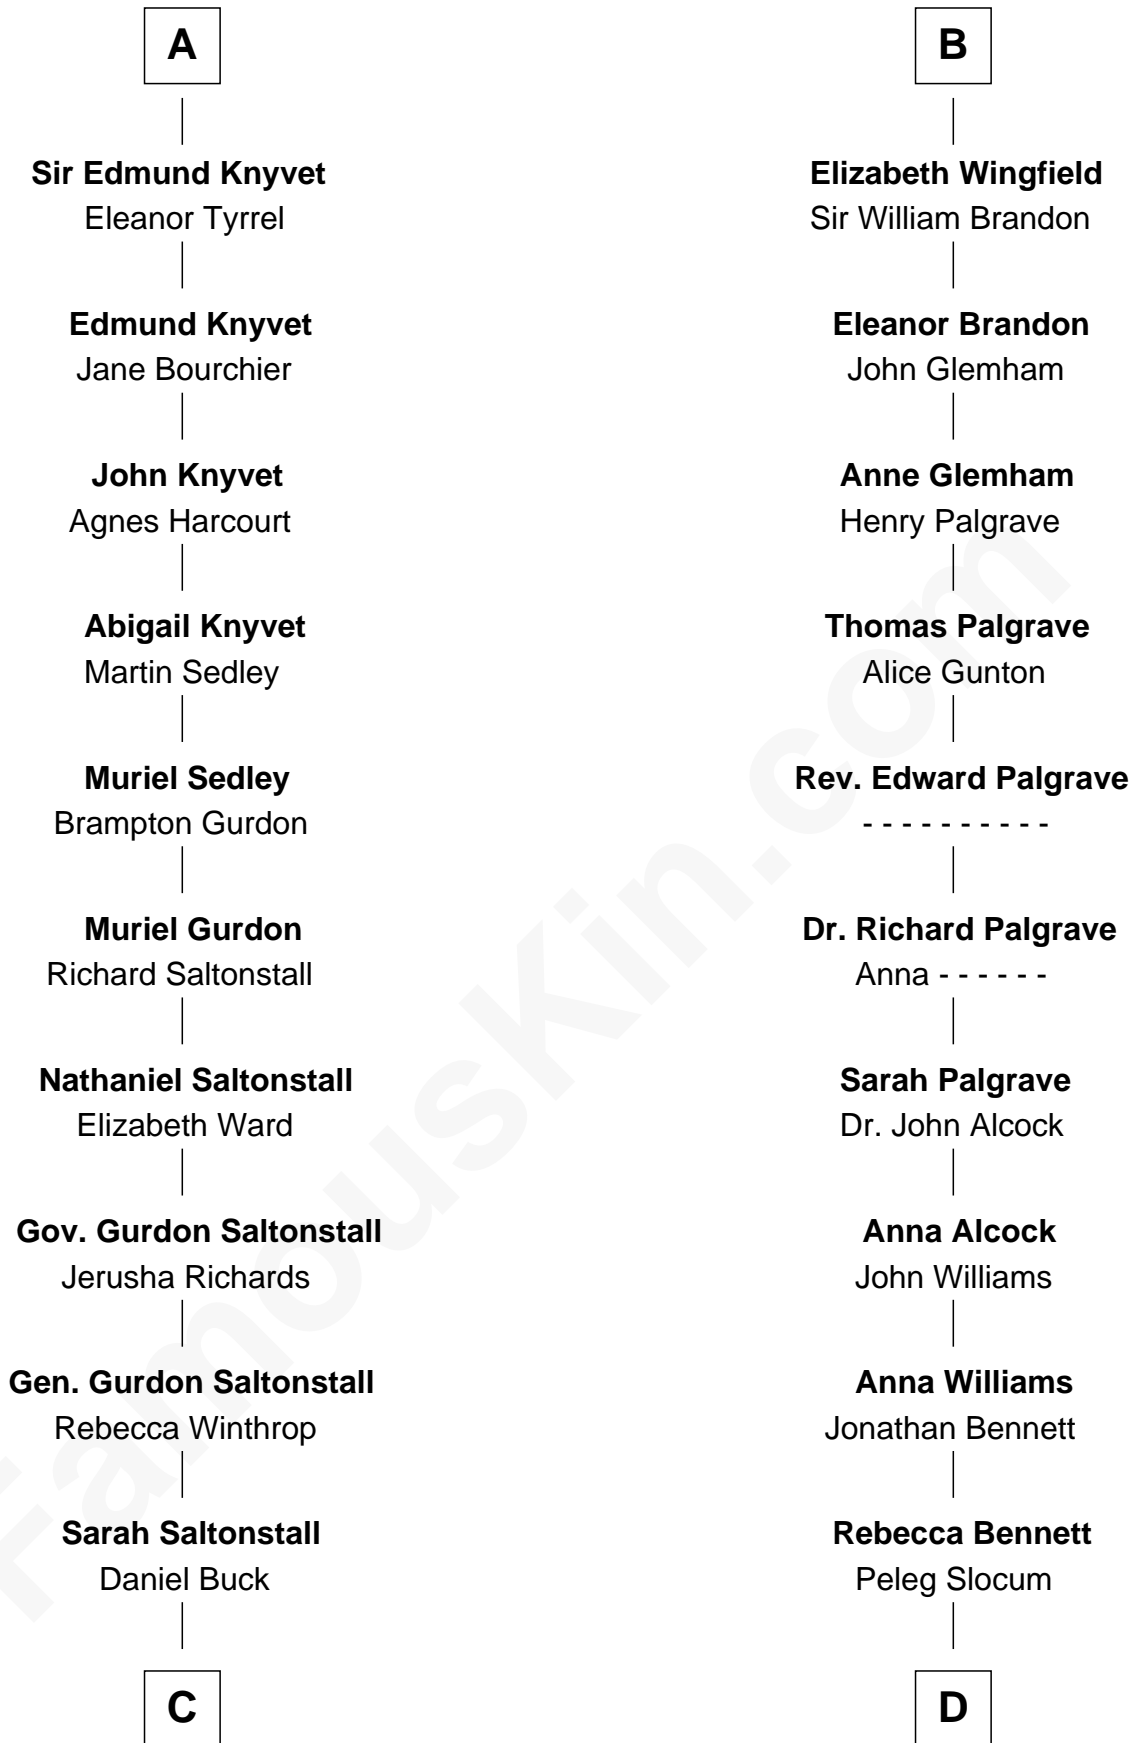 A
Sir Edmund Knyvet
Eleanor Tyrrel
Edmund Knyvet
Jane Bourchier
John Knyvet
Agnes Harcourt
Abigail Knyvet
Martin Sedley
Muriel Sedley
Brampton Gurdon
Muriel Gurdon
Richard Saltonstall
Nathaniel Saltonstall
Elizabeth Ward
Gov. Gurdon Saltonstall
Jerusha Richards
Gen. Gurdon Saltonstall
Rebecca Winthrop
Sarah Saltonstall
Daniel Buck
C
B
Elizabeth Wingfield
Sir William Brandon
Eleanor Brandon
John Glemham
Anne Glemham
Henry Palgrave
Thomas Palgrave
Alice Gunton
Rev. Edward Palgrave
- - - - - - - - - -
Dr. Richard Palgrave
Anna - - - - - -
Sarah Palgrave
Dr. John Alcock
Anna Alcock
John Williams
Anna Williams
Jonathan Bennett
Rebecca Bennett
Peleg Slocum
D
FamousKin.com